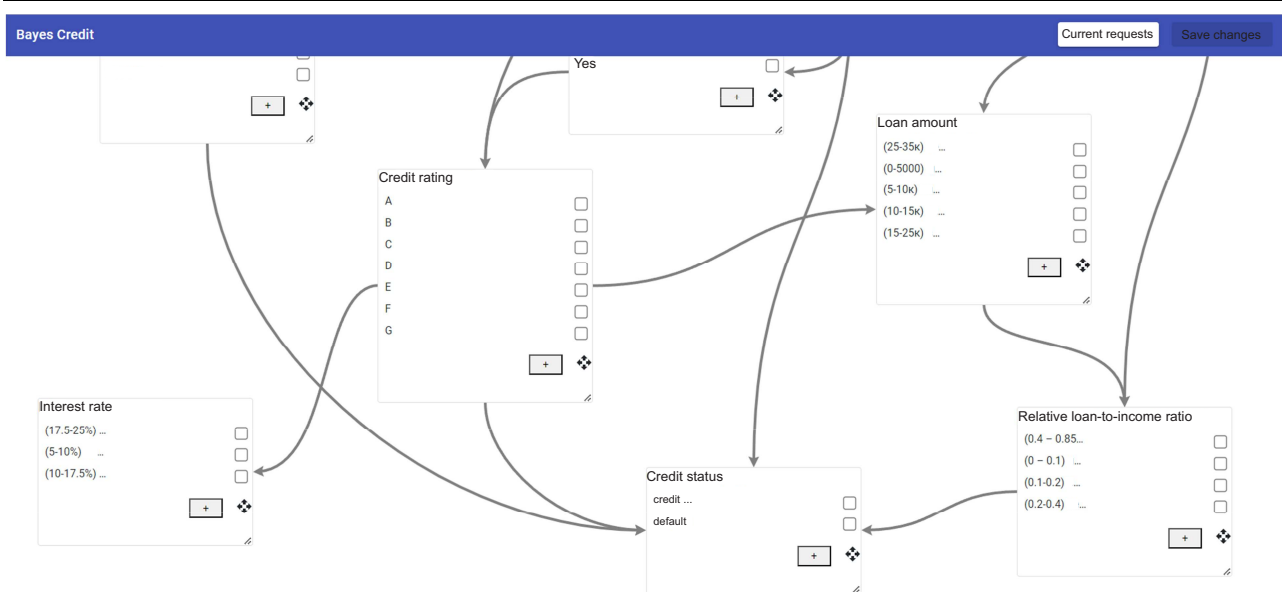 Bayes Credit
Current requests
Save changes
Yes
+
+
Loan amount
(25-35к) ...
(0-5000) ...
(5-10к) ...
(10-15к) ...
(15-25к) ...
+
Credit rating
A
B
C
D
E
F
G
+
Interest rate
(17.5-25%) ...
(5-10%) ...
(10-17.5%) ...
+
Relative loan-to-income ratio
(0.4 – 0.85...
(0 – 0.1) ...
(0.1-0.2) ...
(0.2-0.4) ...
+
Credit status
credit ...
default
+